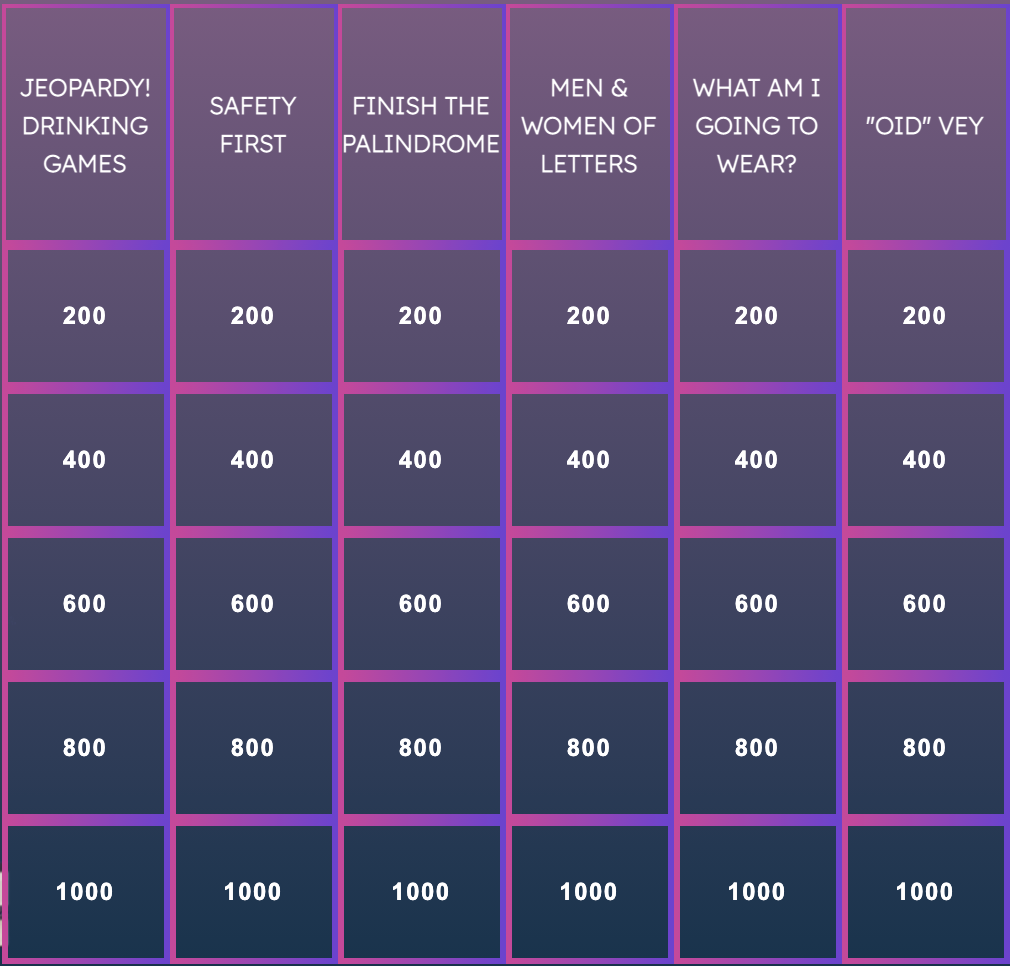 JEOPARDY!
DRINKING
GAMES
SAFETY
FIRST
FINISH THE
PALINDROME
MEN &
WOMEN OF
LETTERS
WHAT AM I
GOING TO
WEAR?
"OID" VEY
200 200 200 200 200 200
400 400 400 400 400 400
600 600 600 600 600 600
800 800 800 800 800 800
1000 1000 1000 1000 1000 1000